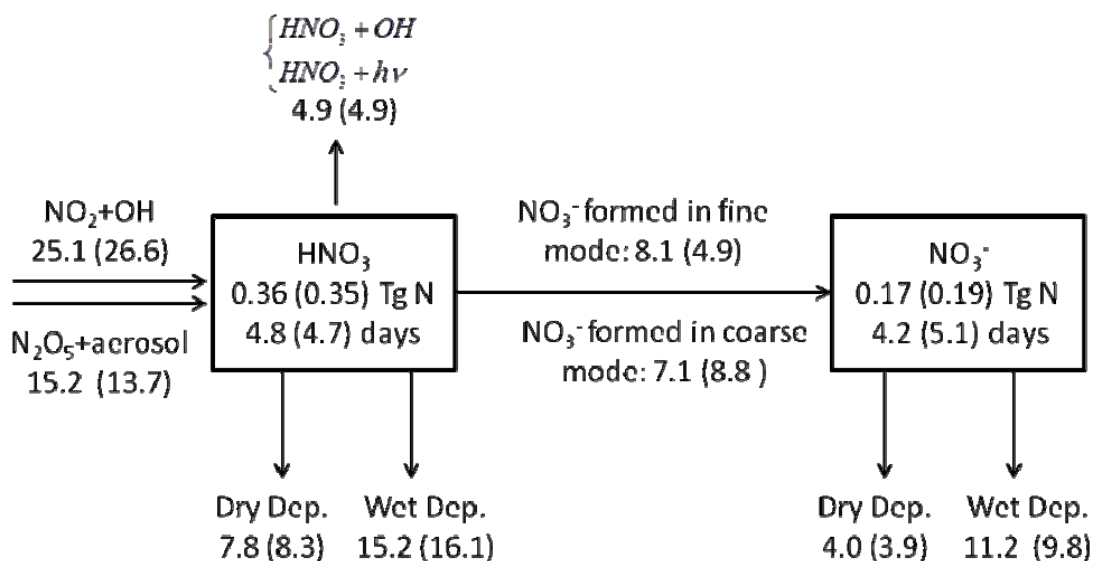 HNO₃ + OH
HNO₃ + hν
4.9 (4.9)
NO₂+OH
25.1 (26.6)
N₂O₅+aerosol
15.2 (13.7)
HNO₃
0.36 (0.35) Tg N
4.8 (4.7) days
NO₃⁻ formed in fine
mode: 8.1 (4.9)
NO₃⁻ formed in coarse
mode: 7.1 (8.8 )
NO₃⁻
0.17 (0.19) Tg N
4.2 (5.1) days
Dry Dep.
7.8 (8.3)
Wet Dep.
15.2 (16.1)
Dry Dep.
4.0 (3.9)
Wet Dep.
11.2 (9.8)